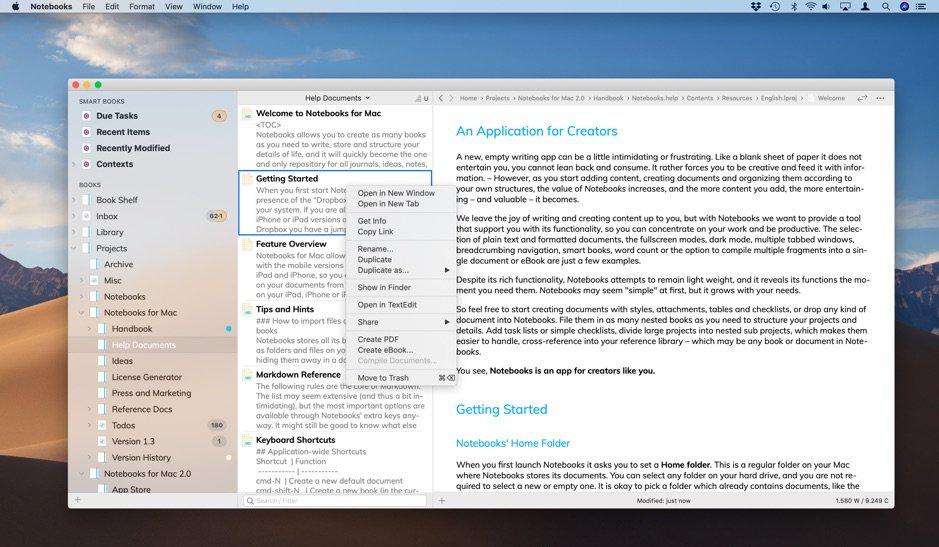 Notebooks File Edit Format View Window Help
SMART BOOKS
Due Tasks 4
Recent Items
Recently Modified
Contexts
BOOKS
Book Shelf
Inbox 62·1
Library
Projects
Archive
Misc
Notebooks
Notebooks for Mac
Handbook
Help Documents
Ideas
License Generator
Press and Marketing
Reference Docs
Todos 180
Version 1.3 1
Version History
Notebooks for Mac 2.0
App Store
Help Documents
U
Welcome to Notebooks for Mac
<TOC>
Notebooks allows you to create as many books
as you need to write, store and structure your
details of life, and it will quickly become the one
and only repository for all journals, ideas, notes,
Getting Started
When you first start Note
presence of the "Dropbox
your system. If you are al
iPhone or iPad versions o
Dropbox you have a jump
Feature Overview
Notebooks for Mac allow
with the mobile versions
iPad and iPhone, so you c
on your documents from
on your iPad, iPhone or M
Tips and Hints
### How to import files o
books
Notebooks stores all its b
as folders and files on yo
hiding them away in a da
Markdown Reference
The following rules are the core of Markdown.
The list may seem extensive (and thus a bit in-
timidating), but the most important options are
available through Notebooks' extra keys any-
way. It might still be good to know what else
Keyboard Shortcuts
## Application-wide Shortcuts
Shortcut | Function
----------- | -----------
cmd-N | Create a new default document
cmd-shift-N | Create a new book (in the cur-
Search / Filter
Open in New Window
Open in New Tab
Get Info
Copy Link
Rename...
Duplicate
Duplicate as...
Show in Finder
Open in TextEdit
Share
Create PDF
Create eBook...
Compile Documents...
Move to Trash ⌘⌫
Home › Projects › Notebooks for Mac 2.0 › Handbook › Notebooks.help › Contents › Resources › English.lproj › Welcome
An Application for Creators
A new, empty writing app can be a little intimidating or frustrating. Like a blank sheet of paper it does not
entertain you, you cannot lean back and consume. It rather forces you to be creative and feed it with infor-
mation. – However, as you start adding content, creating documents and organizing them according to
your own structures, the value of Notebooks increases, and the more content you add, the more entertain-
ing – and valuable – it becomes.
We leave the joy of writing and creating content up to you, but with Notebooks we want to provide a tool
that support you with its functionality, so you can concentrate on your work and be productive. The selec-
tion of plain text and formatted documents, the fullscreen modes, dark mode, multiple tabbed windows,
breadcrumbing navigation, smart books, word count or the option to compile multiple fragments into a sin-
gle document or eBook are just a few examples.
Despite its rich functionality, Notebooks attempts to remain light weight, and it reveals its functions the mo-
ment you need them. Notebooks may seem "simple" at first, but it grows with your needs.
So feel free to start creating documents with styles, attachments, tables and checklists, or drop any kind of
document into Notebooks. File them in as many nested books as you need to structure your projects and
details. Add task lists or simple checklists, divide large projects into nested sub projects, which makes them
easier to handle, cross-reference into your reference library – which may be any book or document in Note-
books.
You see, Notebooks is an app for creators like you.
Getting Started
Notebooks' Home Folder
When you first launch Notebooks it asks you to set a Home folder. This is a regular folder on your Mac
where Notebooks stores its documents. You can select any folder on your hard drive, and you are not re-
quired to select a new or empty one. It is okay to pick a folder which already contains documents, like the
Modified: just now
1.580 W / 9.249 C